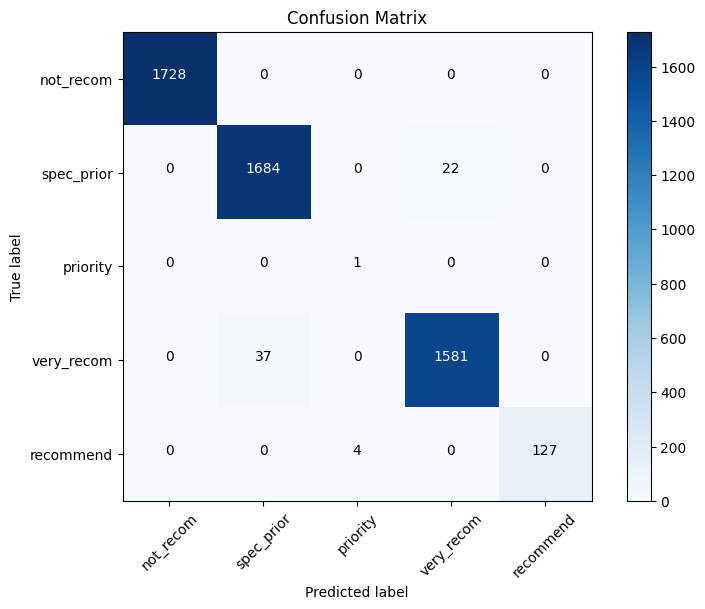 Confusion Matrix
not_recom 1728 0 0 0 0
spec_prior 0 1684 0 22 0
priority 0 0 1 0 0
very_recom 0 37 0 1581 0
recommend 0 0 4 0 127
True label
not_recom spec_prior priority very_recom recommend
Predicted label
1600
1400
1200
1000
800
600
400
200
0